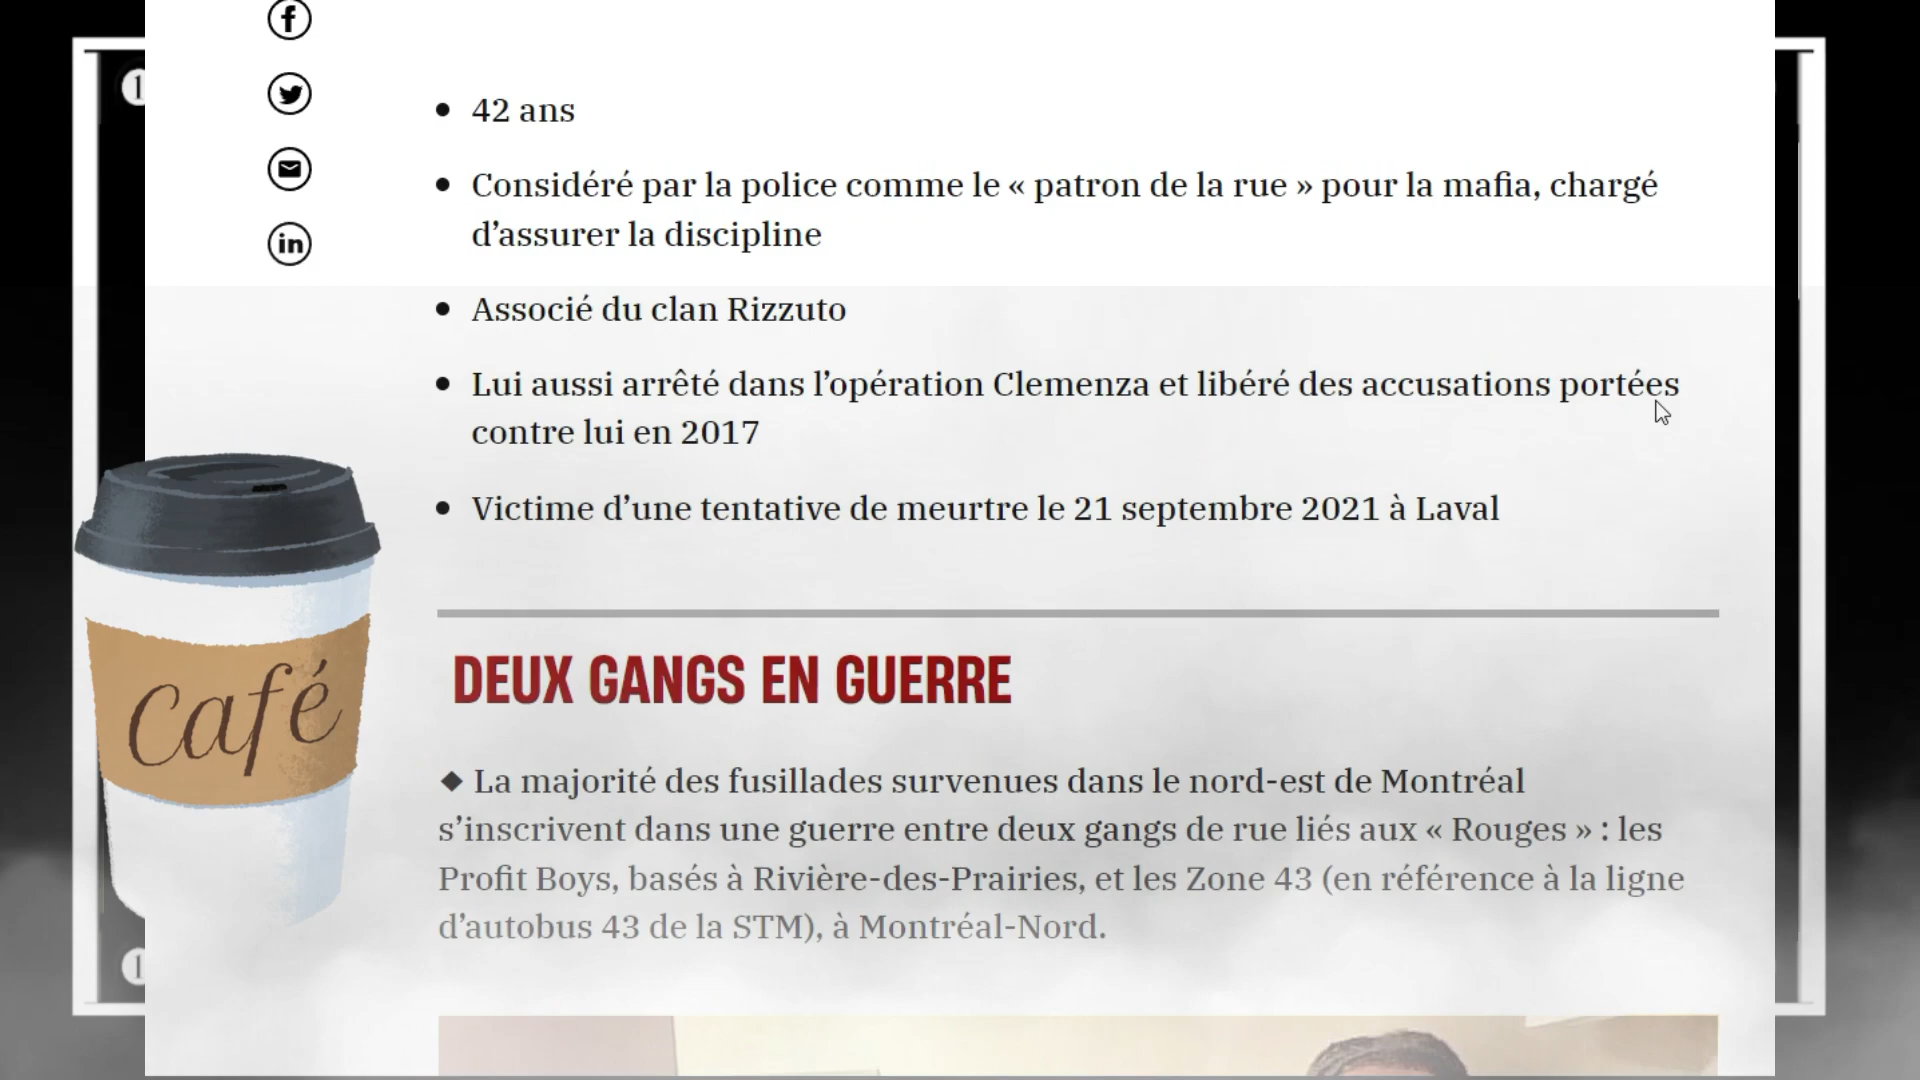 42 ans
Considéré par la police comme le « patron de la rue » pour la mafia, chargé
d’assurer la discipline
Associé du clan Rizzuto
Lui aussi arrêté dans l’opération Clemenza et libéré des accusations portées
contre lui en 2017
Victime d’une tentative de meurtre le 21 septembre 2021 à Laval
Café
DEUX GANGS EN GUERRE
◆ La majorité des fusillades survenues dans le nord-est de Montréal
s’inscrivent dans une guerre entre deux gangs de rue liés aux « Rouges » : les
Profit Boys, basés à Rivière-des-Prairies, et les Zone 43 (en référence à la ligne
d’autobus 43 de la STM), à Montréal-Nord.